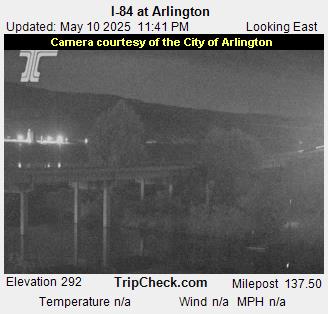 I-84 at Arlington
Updated: May 10 2025 11:41 PM Looking East
Camera courtesy of the City of Arlington
Elevation 292 TripCheck.com Milepost 137.50
Temperature n/a Wind n/a MPH n/a